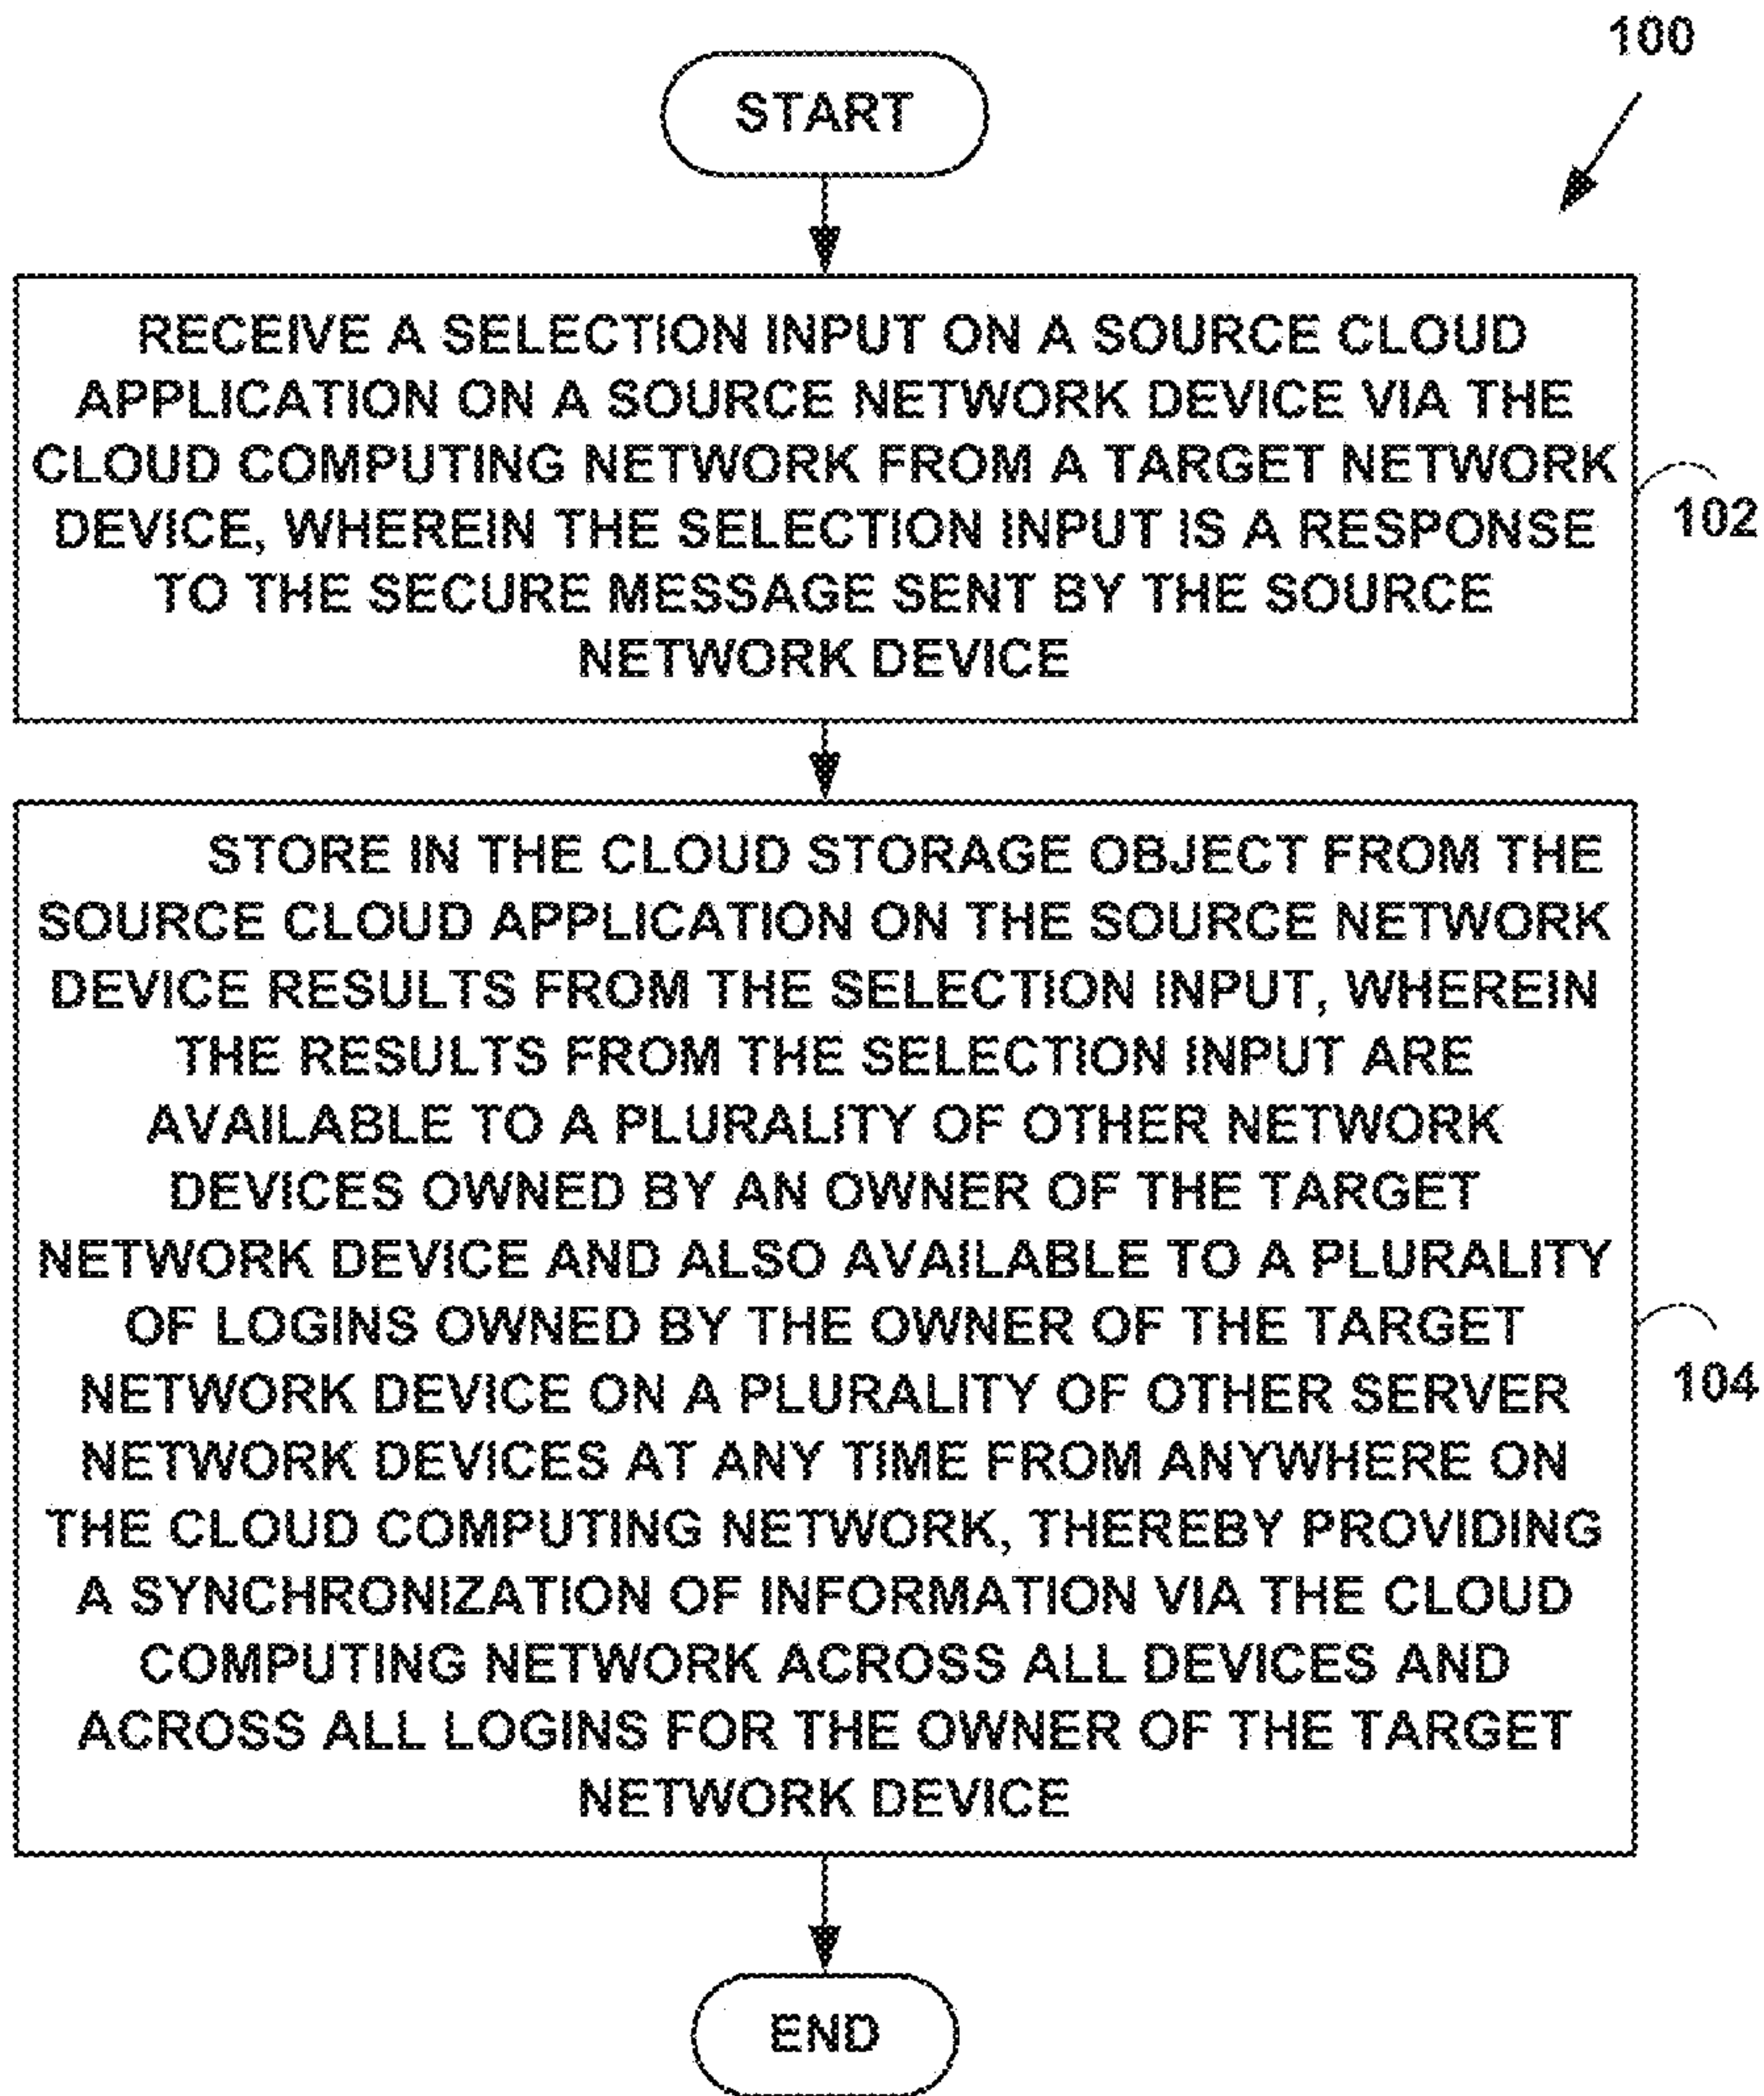 100
START
RECEIVE A SELECTION INPUT ON A SOURCE CLOUD
APPLICATION ON A SOURCE NETWORK DEVICE VIA THE
CLOUD COMPUTING NETWORK FROM A TARGET NETWORK
DEVICE, WHEREIN THE SELECTION INPUT IS A RESPONSE
TO THE SECURE MESSAGE SENT BY THE SOURCE
NETWORK DEVICE
102
STORE IN THE CLOUD STORAGE OBJECT FROM THE
SOURCE CLOUD APPLICATION ON THE SOURCE NETWORK
DEVICE RESULTS FROM THE SELECTION INPUT, WHEREIN
THE RESULTS FROM THE SELECTION INPUT ARE
AVAILABLE TO A PLURALITY OF OTHER NETWORK
DEVICES OWNED BY AN OWNER OF THE TARGET
NETWORK DEVICE AND ALSO AVAILABLE TO A PLURALITY
OF LOGINS OWNED BY THE OWNER OF THE TARGET
NETWORK DEVICE ON A PLURALITY OF OTHER SERVER
NETWORK DEVICES AT ANY TIME FROM ANYWHERE ON
THE CLOUD COMPUTING NETWORK, THEREBY PROVIDING
A SYNCHRONIZATION OF INFORMATION VIA THE CLOUD
COMPUTING NETWORK ACROSS ALL DEVICES AND
ACROSS ALL LOGINS FOR THE OWNER OF THE TARGET
NETWORK DEVICE
104
END